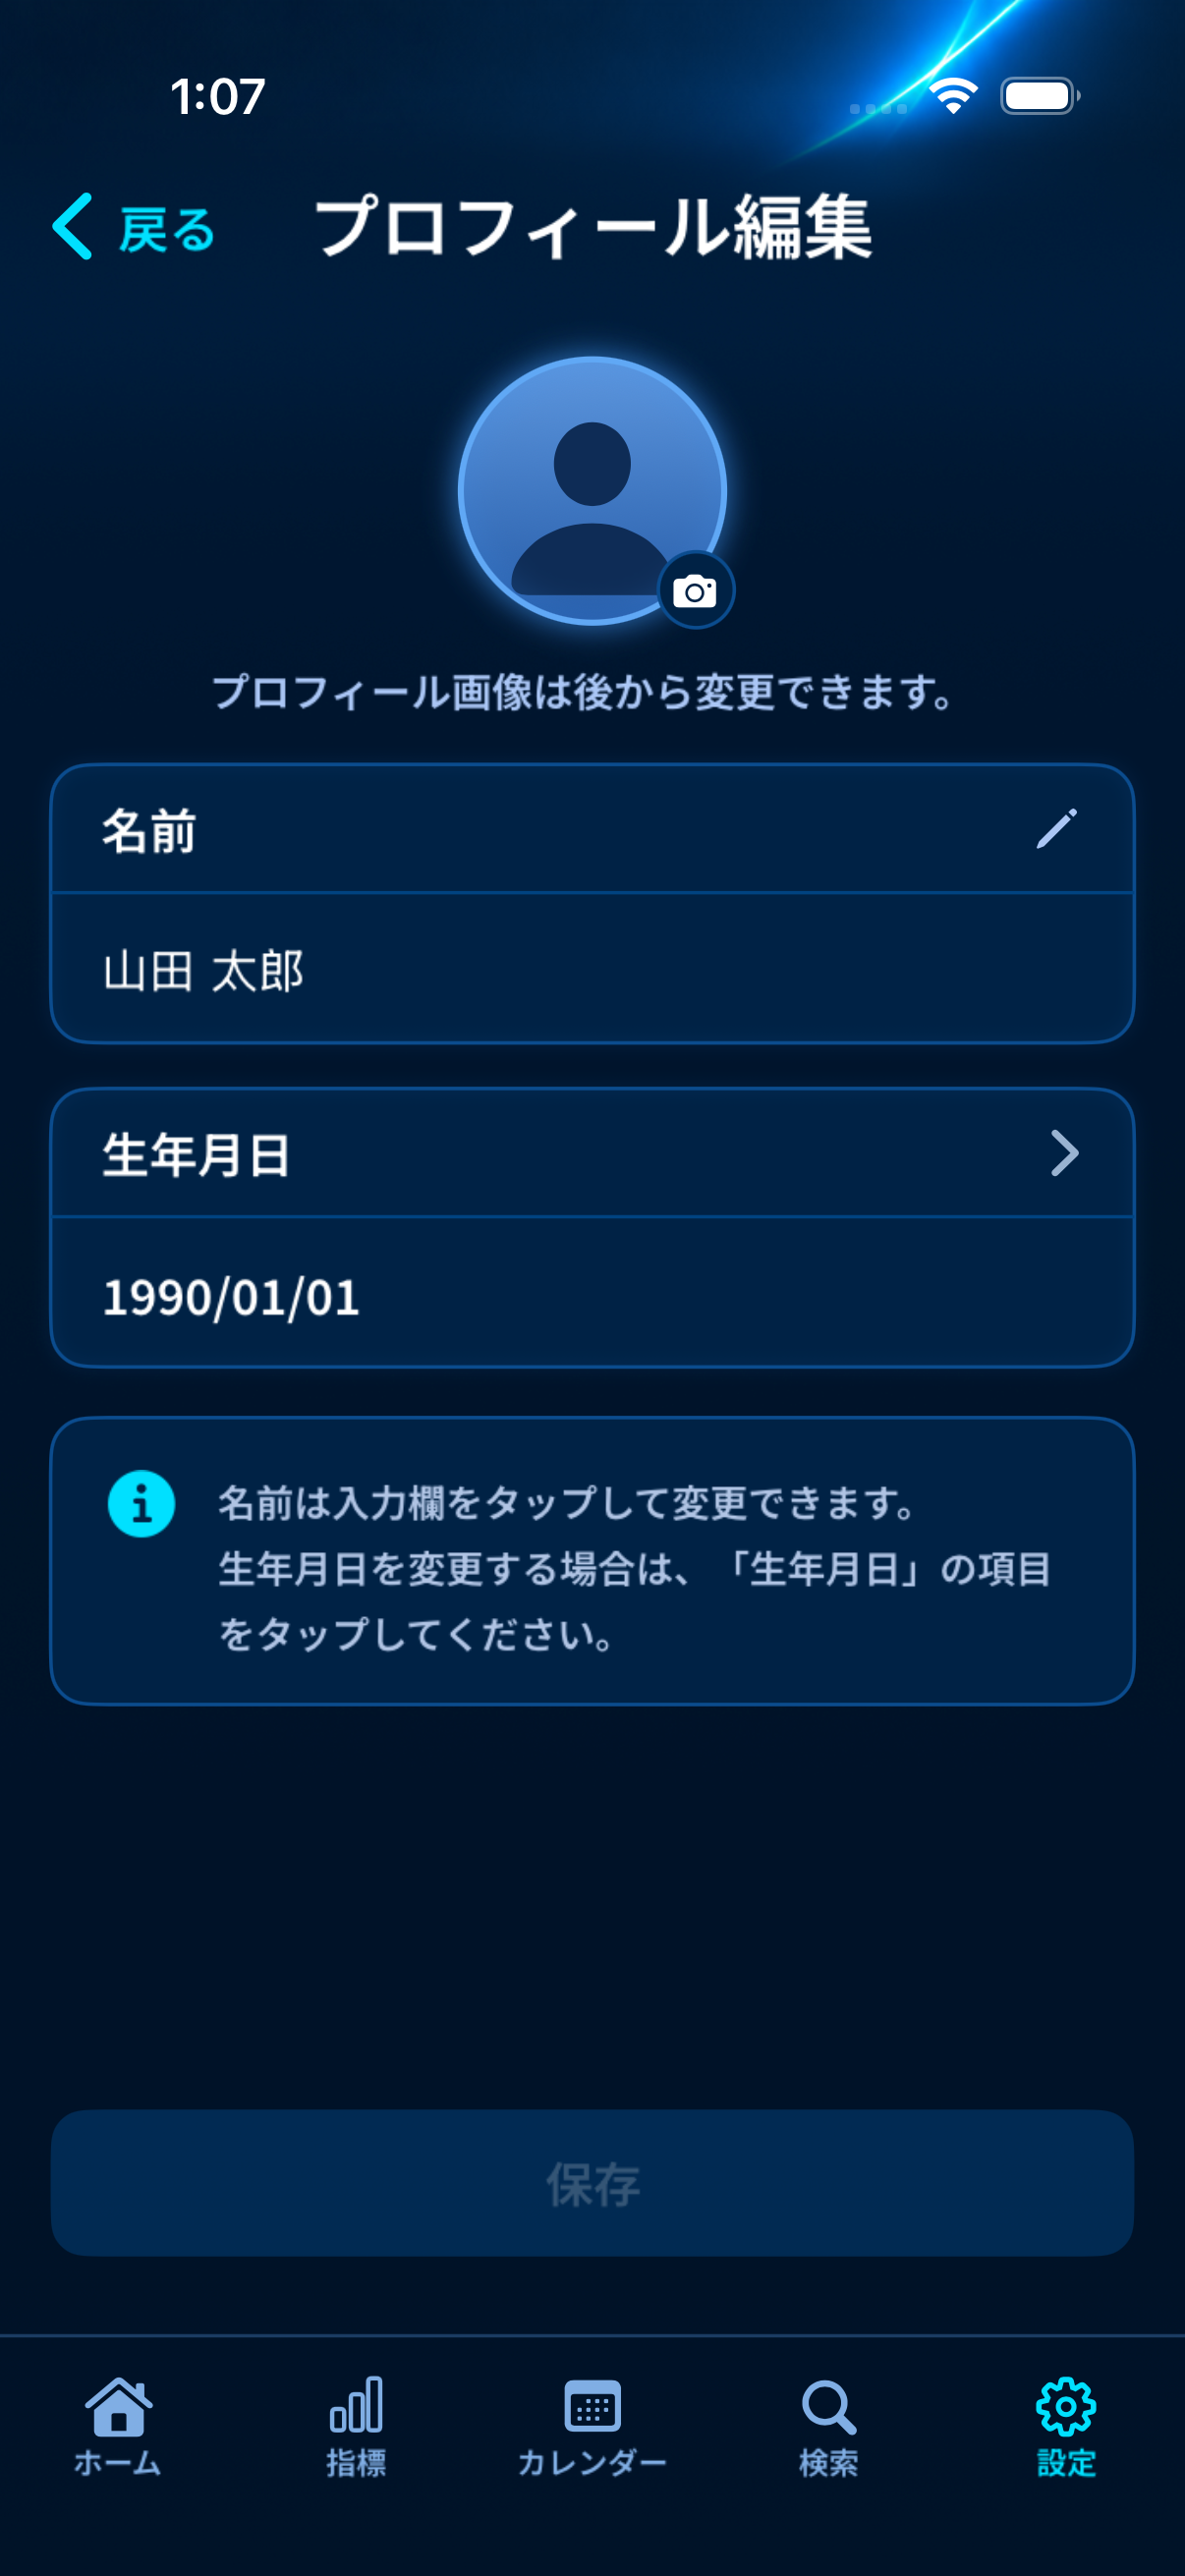 1:07
戻る
プロフィール編集
プロフィール画像は後から変更できます。
名前
山田 太郎
生年月日
1990/01/01
名前は入力欄をタップして変更できます。
生年月日を変更する場合は、「生年月日」の項目
をタップしてください。
保存
ホーム
指標
カレンダー
検索
設定